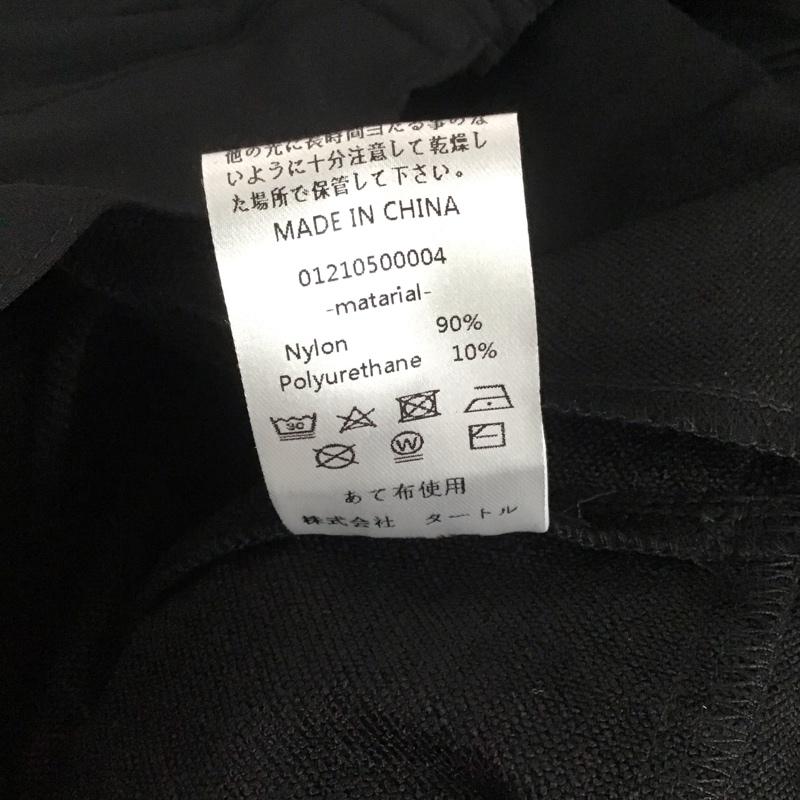 他の光に長時間当たる事のな
いように十分注意して乾燥し
た場所で保管して下さい。
MADE IN CHINA
01210500004
-matarial-
Nylon 90%
Polyurethane 10%
30
W
あて布使用
株式会社 タートル